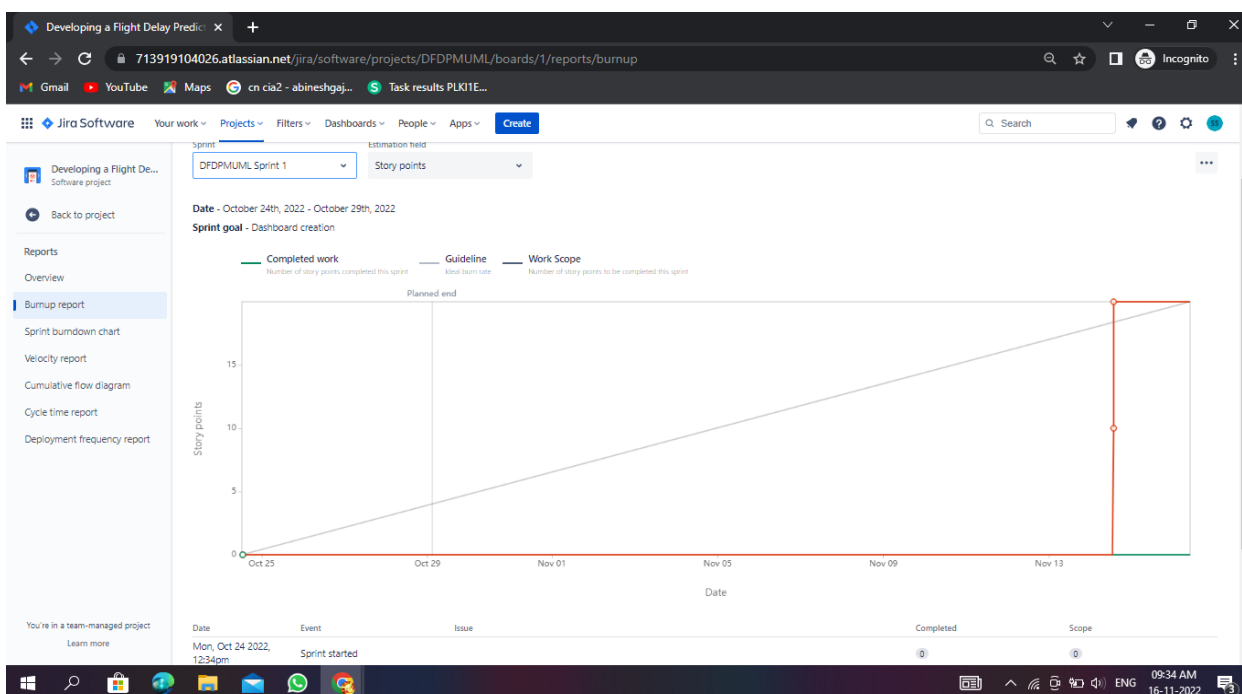 Developing a Flight Delay Predict
713919104026.atlassian.net/jira/software/projects/DFDPMUML/boards/1/reports/burnup
Incognito
Gmail YouTube Maps cn cia2 - abineshgaj... Task results PLKI1E...
Jira Software Your work Projects Filters Dashboards People Apps Create Search SS
Sprint Estimation field
DFDPMUML Sprint 1 Story points
Developing a Flight De...
Software project
Back to project
Reports
Overview
Burnup report
Sprint burndown chart
Velocity report
Cumulative flow diagram
Cycle time report
Deployment frequency report
You're in a team-managed project
Learn more
Date - October 24th, 2022 - October 29th, 2022
Sprint goal - Dashboard creation
Completed work Guideline Work Scope
Number of story points completed this sprint Ideal burn rate Number of story points to be completed this sprint
Planned end
15
10
5
0
Story points
Oct 25 Oct 29 Nov 01 Nov 05 Nov 09 Nov 13
Date
Date Event Issue Completed Scope
Mon, Oct 24 2022,
12:34pm
Sprint started 0 0
ENG
09:34 AM
16-11-2022
3